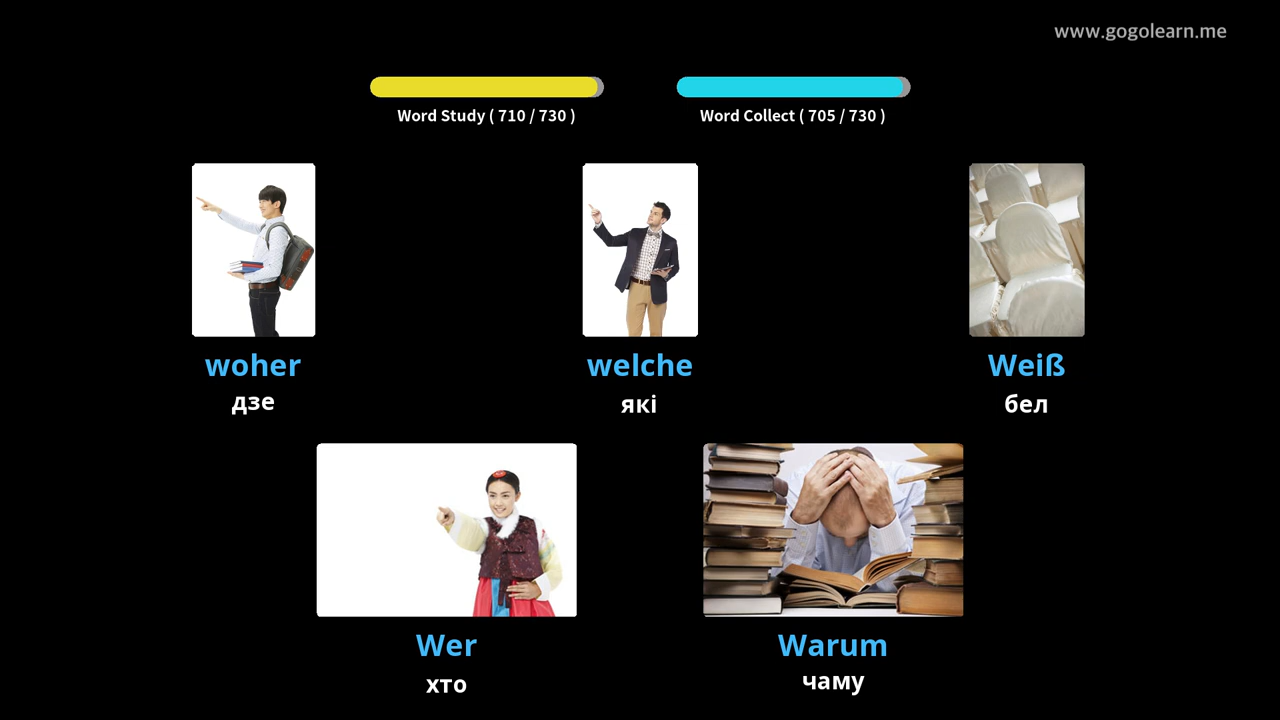 www.gogolearn.me
Word Study ( 710 / 730 )
Word Collect ( 705 / 730 )
woher
дзе
welche
які
Weiß
бел
Wer
хто
Warum
чаму